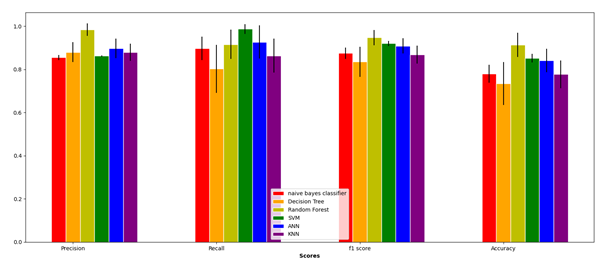 1.0
0.8
0.6
0.4
0.2
0.0
naive bayes classifier
Decision Tree
Random Forest
SVM
ANN
KNN
Precision Recall f1 score Accuracy
Scores